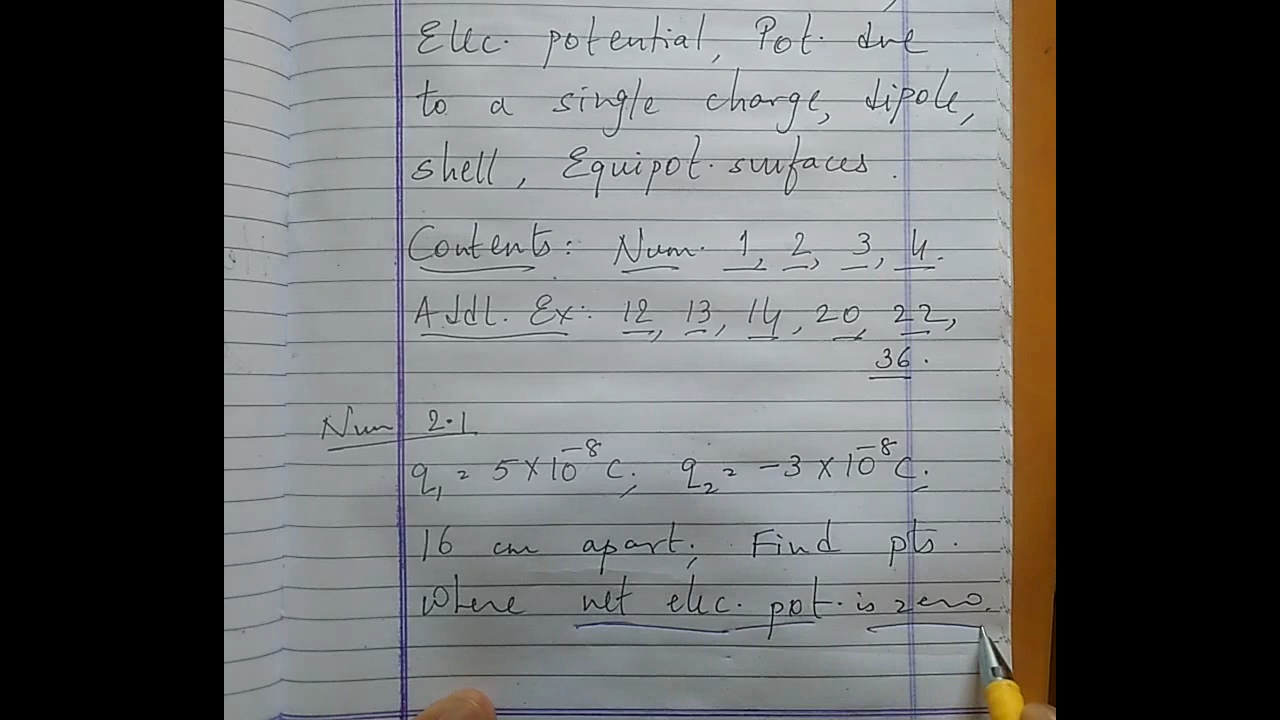 Elec. potential, Pot. due
to a single charge, dipole,
shell, Equipot. surfaces.
Contents: Num. 1, 2, 3, 4.
Addl. Ex: 12, 13, 14, 20, 22,
36.
Num 2.1
q₁ = 5×10⁻⁸ C; q₂ = -3×10⁻⁸ C;
16 cm apart; Find pts.
where net elec. pot. is zero.